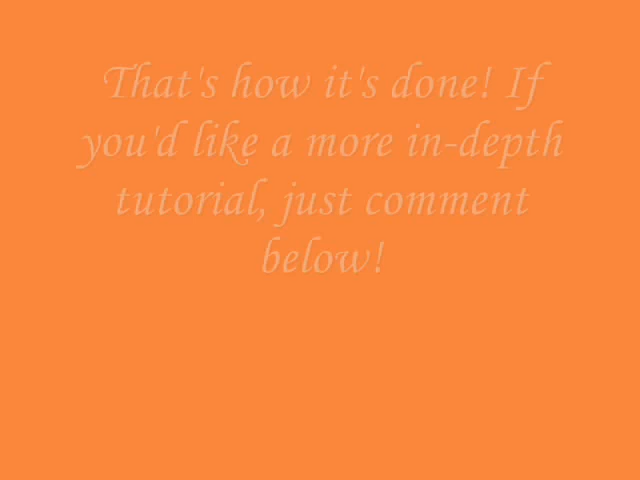 That's how it's done! If
you'd like a more in-depth
tutorial, just comment
below!